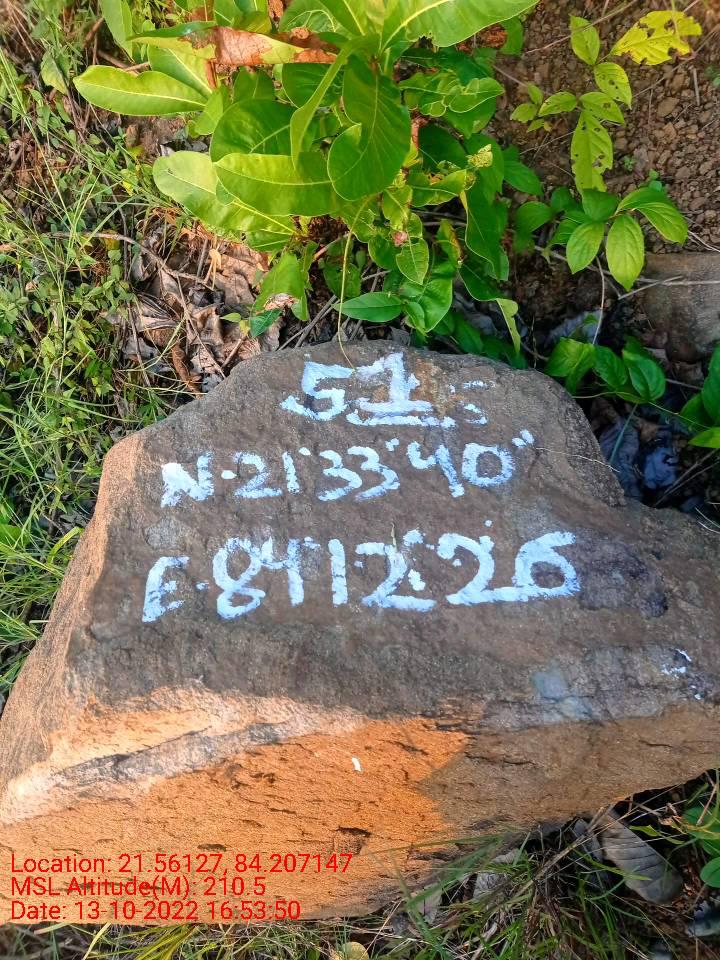 51
N-21°33'40"
E-84°12'26
Location: 21.56127, 84.207147
MSL Altitude(M): 210.5
Date: 13-10-2022 16:53:50